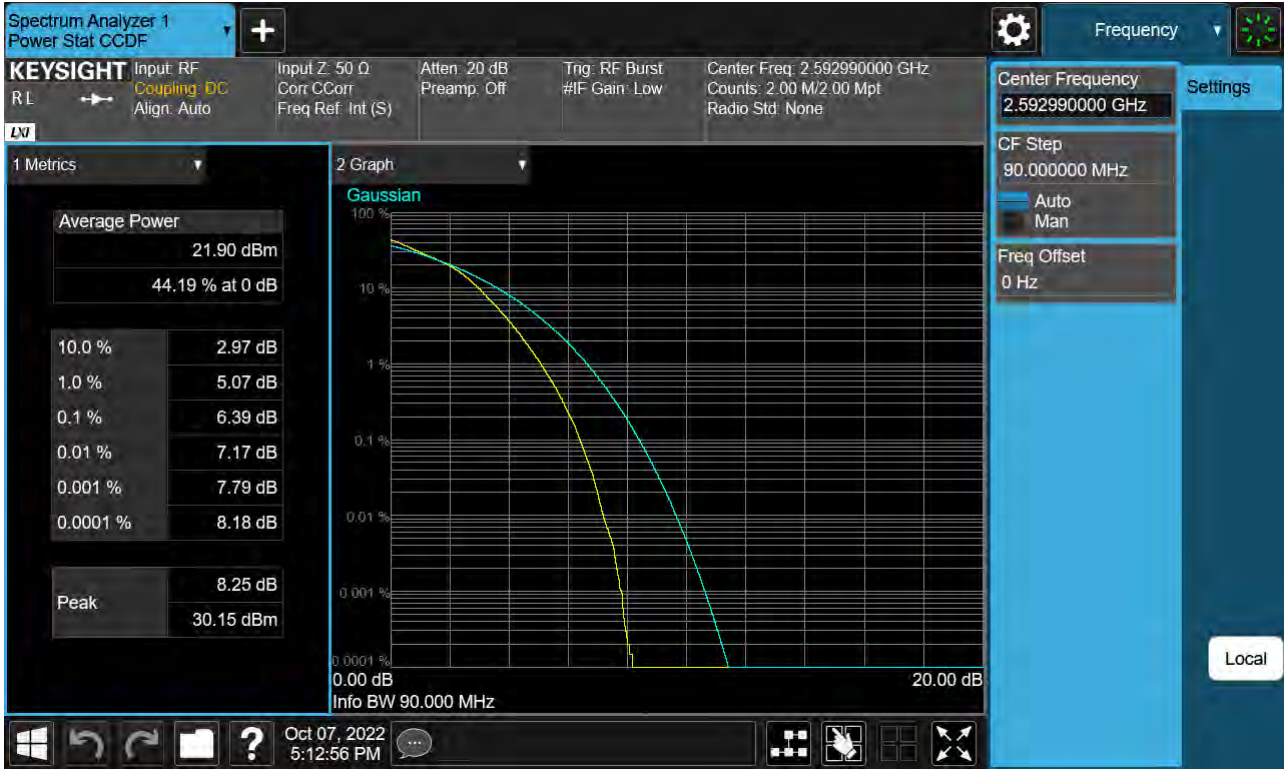 Spectrum Analyzer 1
Power Stat CCDF
Frequency
KEYSIGHT
R L
LXI
Input: RF
Coupling: DC
Align: Auto
Input Z: 50 Ω
Corr CCorr
Freq Ref: Int (S)
Atten: 20 dB
Preamp: Off
Trig: RF Burst
#IF Gain: Low
Center Freq: 2.592990000 GHz
Counts: 2.00 M/2.00 Mpt
Radio Std: None
Center Frequency
2.592990000 GHz
Settings
CF Step
90.000000 MHz
Auto
Man
Freq Offset
0 Hz
1 Metrics
Average Power
21.90 dBm
44.19 % at 0 dB
10.0 % 2.97 dB
1.0 % 5.07 dB
0.1 % 6.39 dB
0.01 % 7.17 dB
0.001 % 7.79 dB
0.0001 % 8.18 dB
Peak
8.25 dB
30.15 dBm
2 Graph
Gaussian
100 %
10 %
1 %
0.1 %
0.01 %
0.001 %
0.0001 %
0.00 dB 20.00 dB
Info BW 90.000 MHz
Local
?
Oct 07, 2022
5:12:56 PM